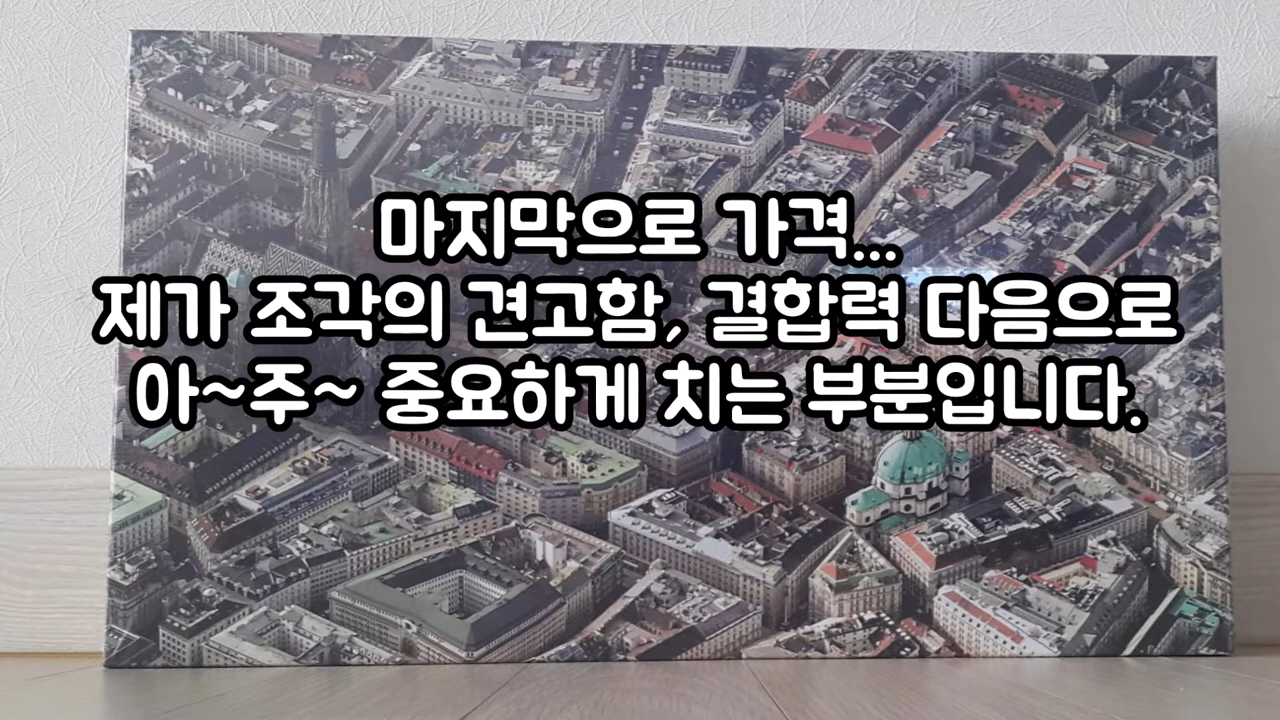 마지막으로 가격...
제가 조각의 견고함, 결합력 다음으로
아~주~ 중요하게 치는 부분입니다.